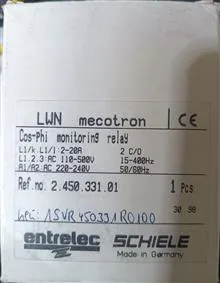 LWN mecotron CE
Cos-Phi monitoring relay
L1/k.L1/l:2-20A 2 C/O
L1.2.3:AC 110-500V 15-400Hz
A1/A2:AC 220-240V 50/60Hz
Ref.no. 2.450.331.01 1 Pcs
30 98
1SVR450331R0100
entrelec SCHIELE
Made in Germany